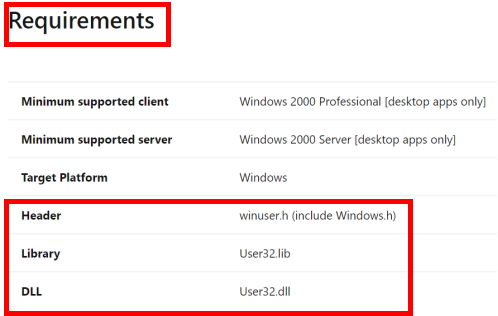 Requirements
Minimum supported client Windows 2000 Professional [desktop apps only]
Minimum supported server Windows 2000 Server [desktop apps only]
Target Platform Windows
Header winuser.h (include Windows.h)
Library User32.lib
DLL User32.dll